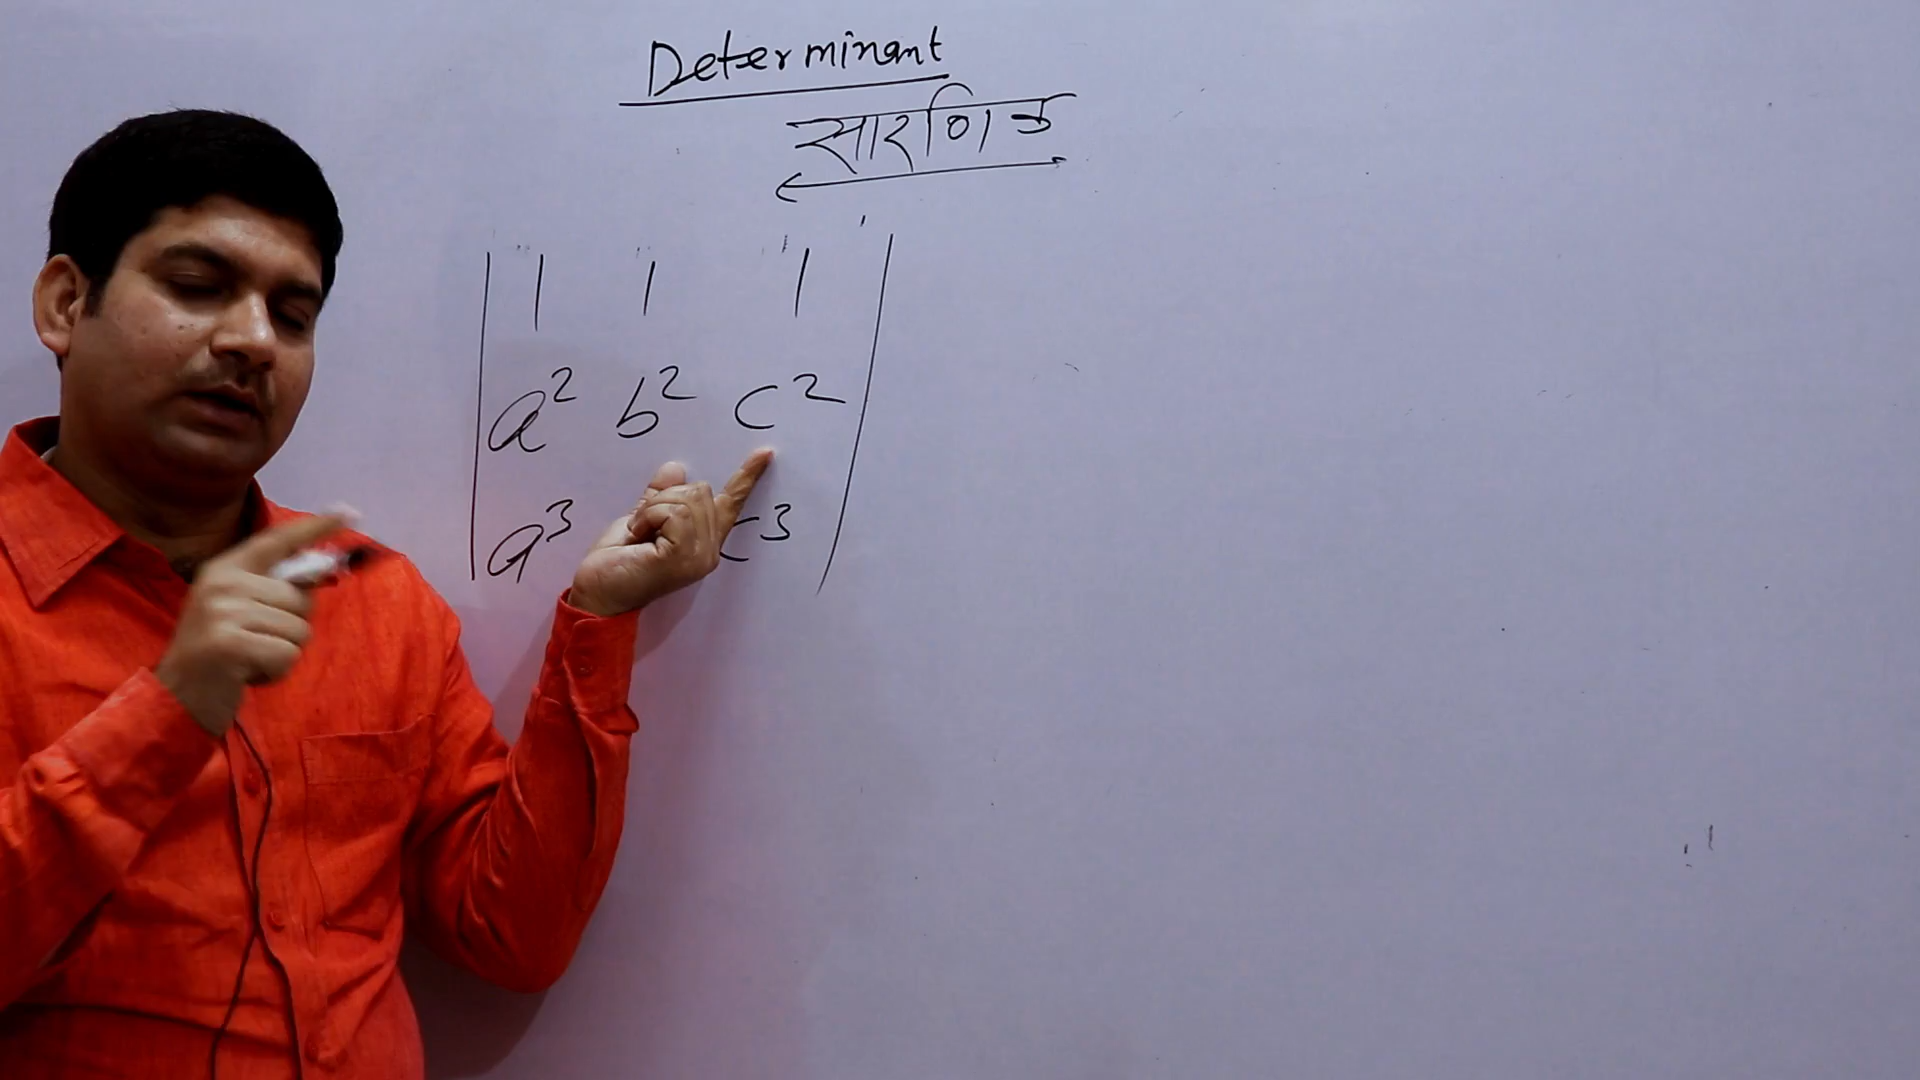 Determinant
सारणिक
| 1 1 1 |
| a² b² c² |
| a³ c³ |